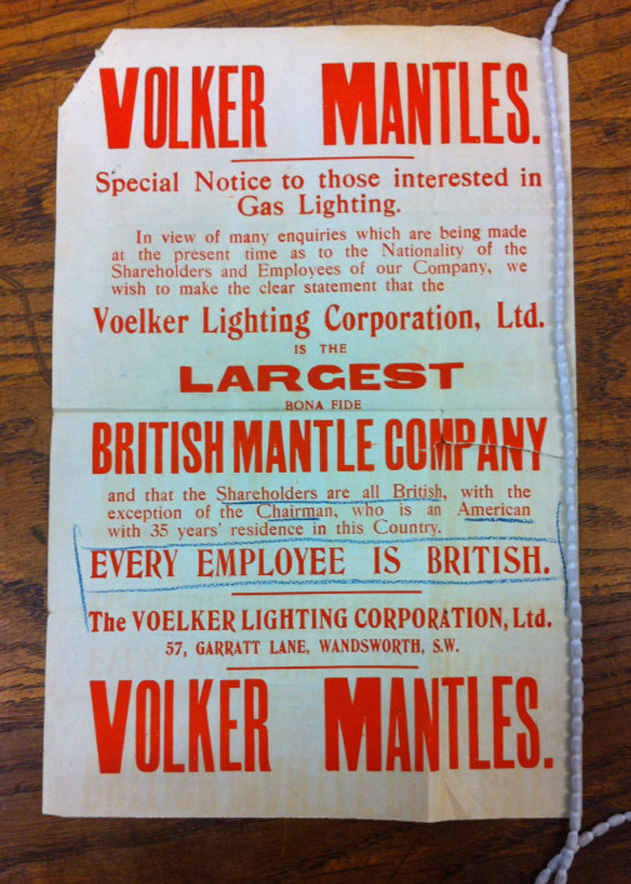 VOLKER MANTLES.
Special Notice to those interested in
Gas Lighting.
In view of many enquiries which are being made
at the present time as to the Nationality of the
Shareholders and Employees of our Company, we
wish to make the clear statement that the
Voelker Lighting Corporation, Ltd.
IS THE
LARGEST
BONA FIDE
BRITISH MANTLE COMPANY
and that the Shareholders are all British, with the
exception of the Chairman, who is an American
with 35 years' residence in this Country.
EVERY EMPLOYEE IS BRITISH.
The VOELKER LIGHTING CORPORATION, Ltd.
57, GARRATT LANE, WANDSWORTH, S.W.
VOLKER MANTLES.